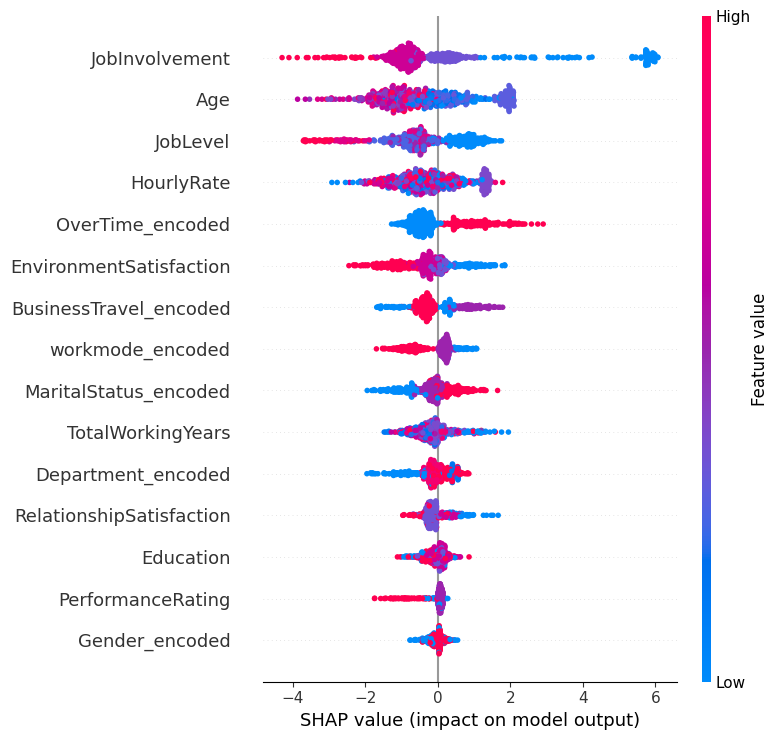 High
JobInvolvement
Age
JobLevel
HourlyRate
OverTime_encoded
EnvironmentSatisfaction
BusinessTravel_encoded
workmode_encoded
MaritalStatus_encoded
TotalWorkingYears
Department_encoded
RelationshipSatisfaction
Education
PerformanceRating
Gender_encoded
Feature value
Low
−4 −2 0 2 4 6
SHAP value (impact on model output)